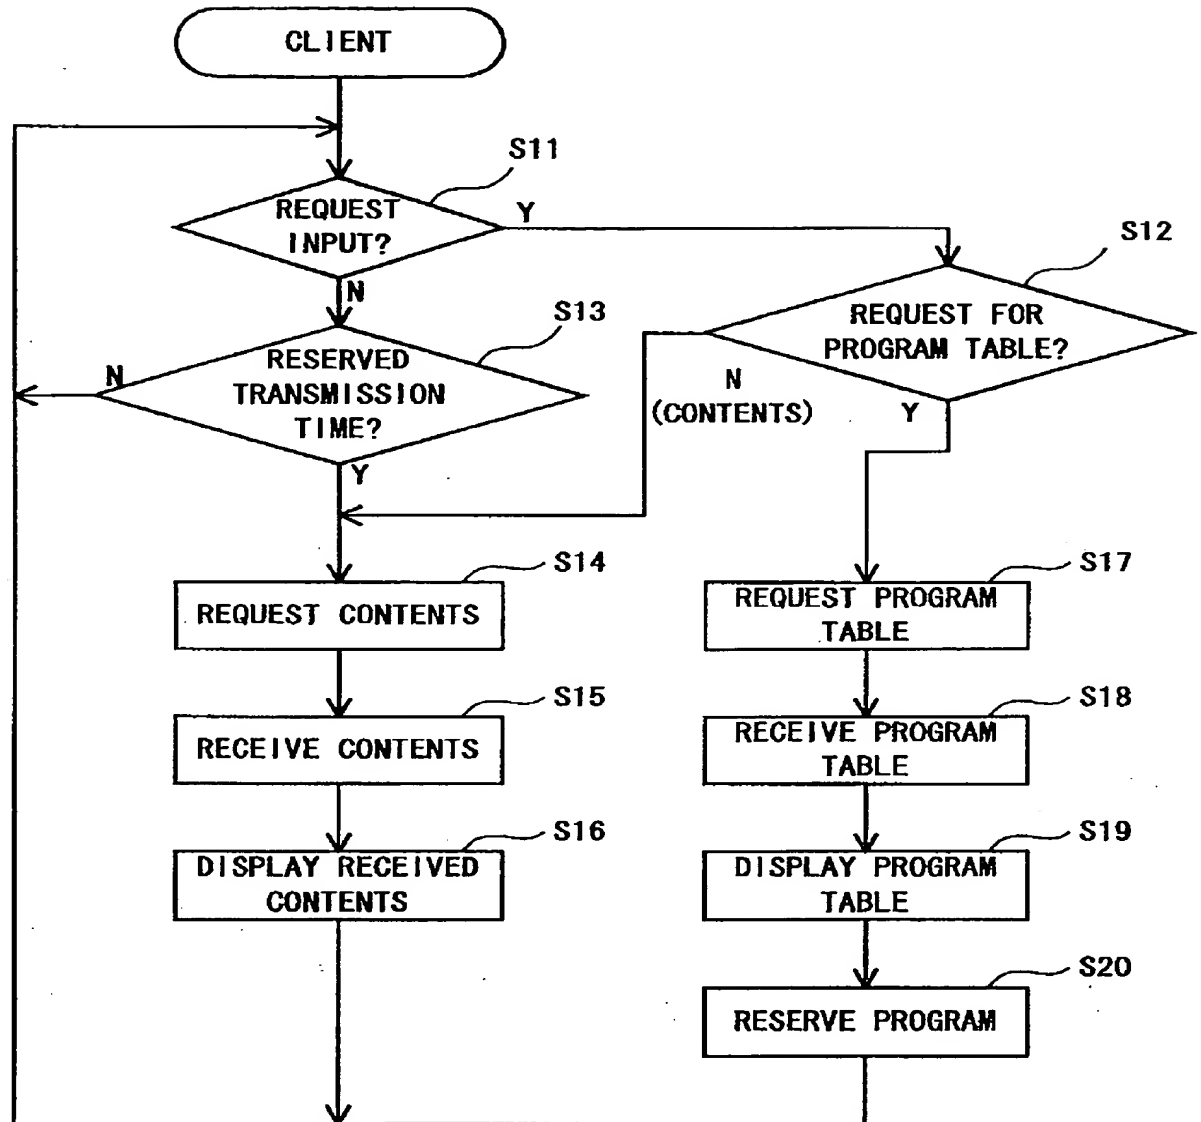 CLIENT
S11
REQUEST
INPUT?
Y
N
S12
REQUEST FOR
PROGRAM TABLE?
N
(CONTENTS)
Y
S13
RESERVED
TRANSMISSION
TIME?
N
Y
S14
REQUEST CONTENTS
S17
REQUEST PROGRAM
TABLE
S15
RECEIVE CONTENTS
S18
RECEIVE PROGRAM
TABLE
S16
DISPLAY RECEIVED
CONTENTS
S19
DISPLAY PROGRAM
TABLE
S20
RESERVE PROGRAM